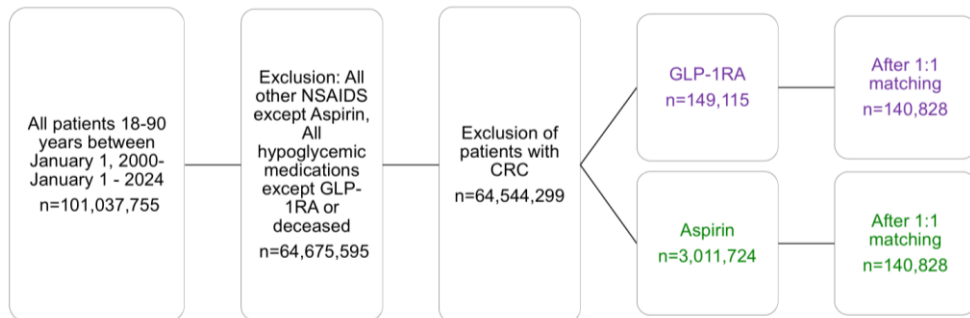 All patients 18-90
years between
January 1, 2000-
January 1 - 2024
n=101,037,755
Exclusion: All
other NSAIDS
except Aspirin,
All
hypoglycemic
medications
except GLP-
1RA or
deceased
n=64,675,595
Exclusion of
patients with
CRC
n=64,544,299
GLP-1RA
n=149,115
After 1:1
matching
n=140,828
Aspirin
n=3,011,724
After 1:1
matching
n=140,828